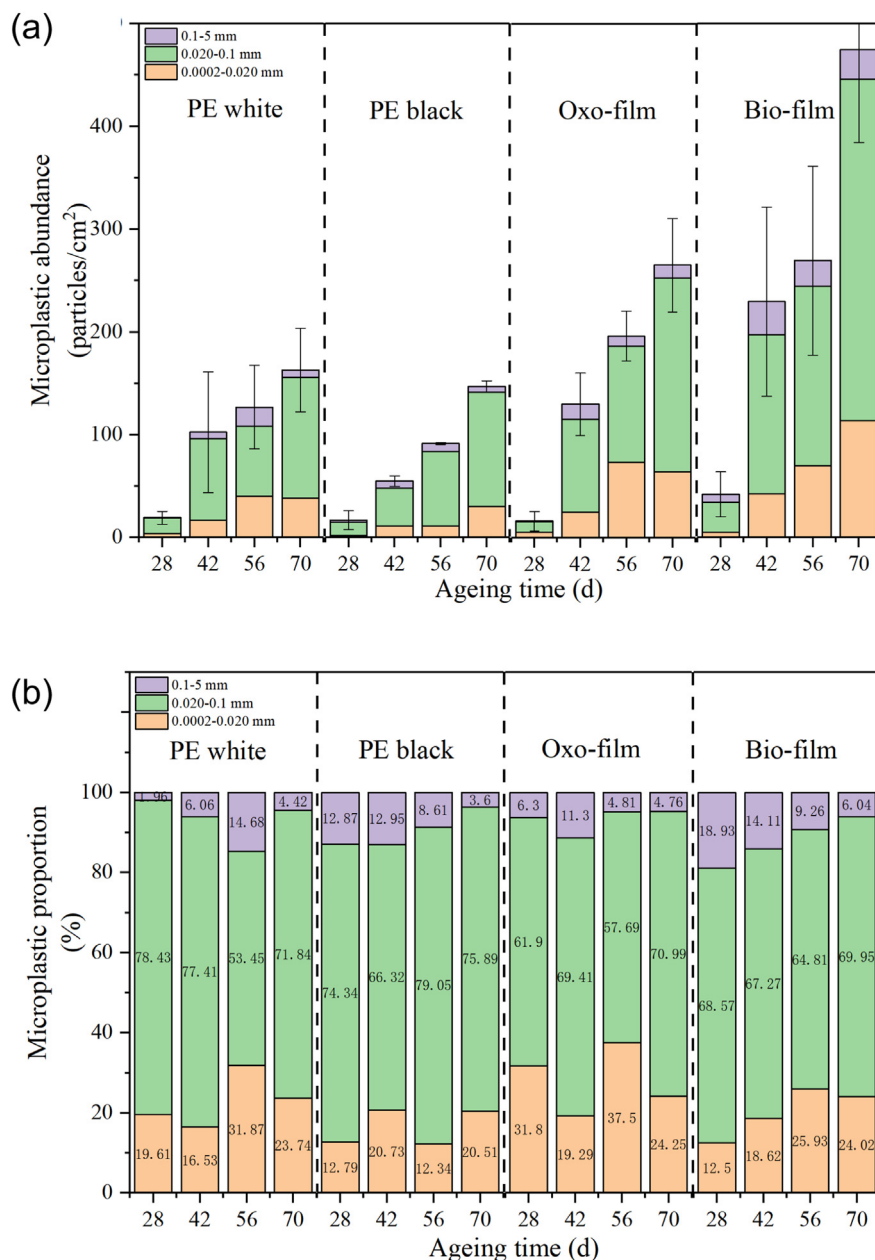 (a)
0.1-5 mm
0.020-0.1 mm
0.0002-0.020 mm
PE white
PE black
Oxo-film
Bio-film
400
300
200
100
0
Microplastic abundance
(particles/cm²)
28 42 56 70 28 42 56 70 28 42 56 70 28 42 56 70
Ageing time (d)
(b)
0.1-5 mm
0.020-0.1 mm
0.0002-0.020 mm
PE white
PE black
Oxo-film
Bio-film
100
80
60
40
20
0
Microplastic proportion
(%)
1.96 6.06 14.68 4.42 12.87 12.95 8.61 3.6 6.3 11.3 4.81 4.76 18.93 14.11 9.26 6.04
78.43 77.41 53.45 71.84 74.34 66.32 79.05 75.89 61.9 69.41 57.69 70.99 68.57 67.27 64.81 69.95
19.61 16.53 31.87 23.74 12.79 20.73 12.34 20.51 31.8 19.29 37.5 24.25 12.5 18.62 25.93 24.02
28 42 56 70 28 42 56 70 28 42 56 70 28 42 56 70
Ageing time (d)